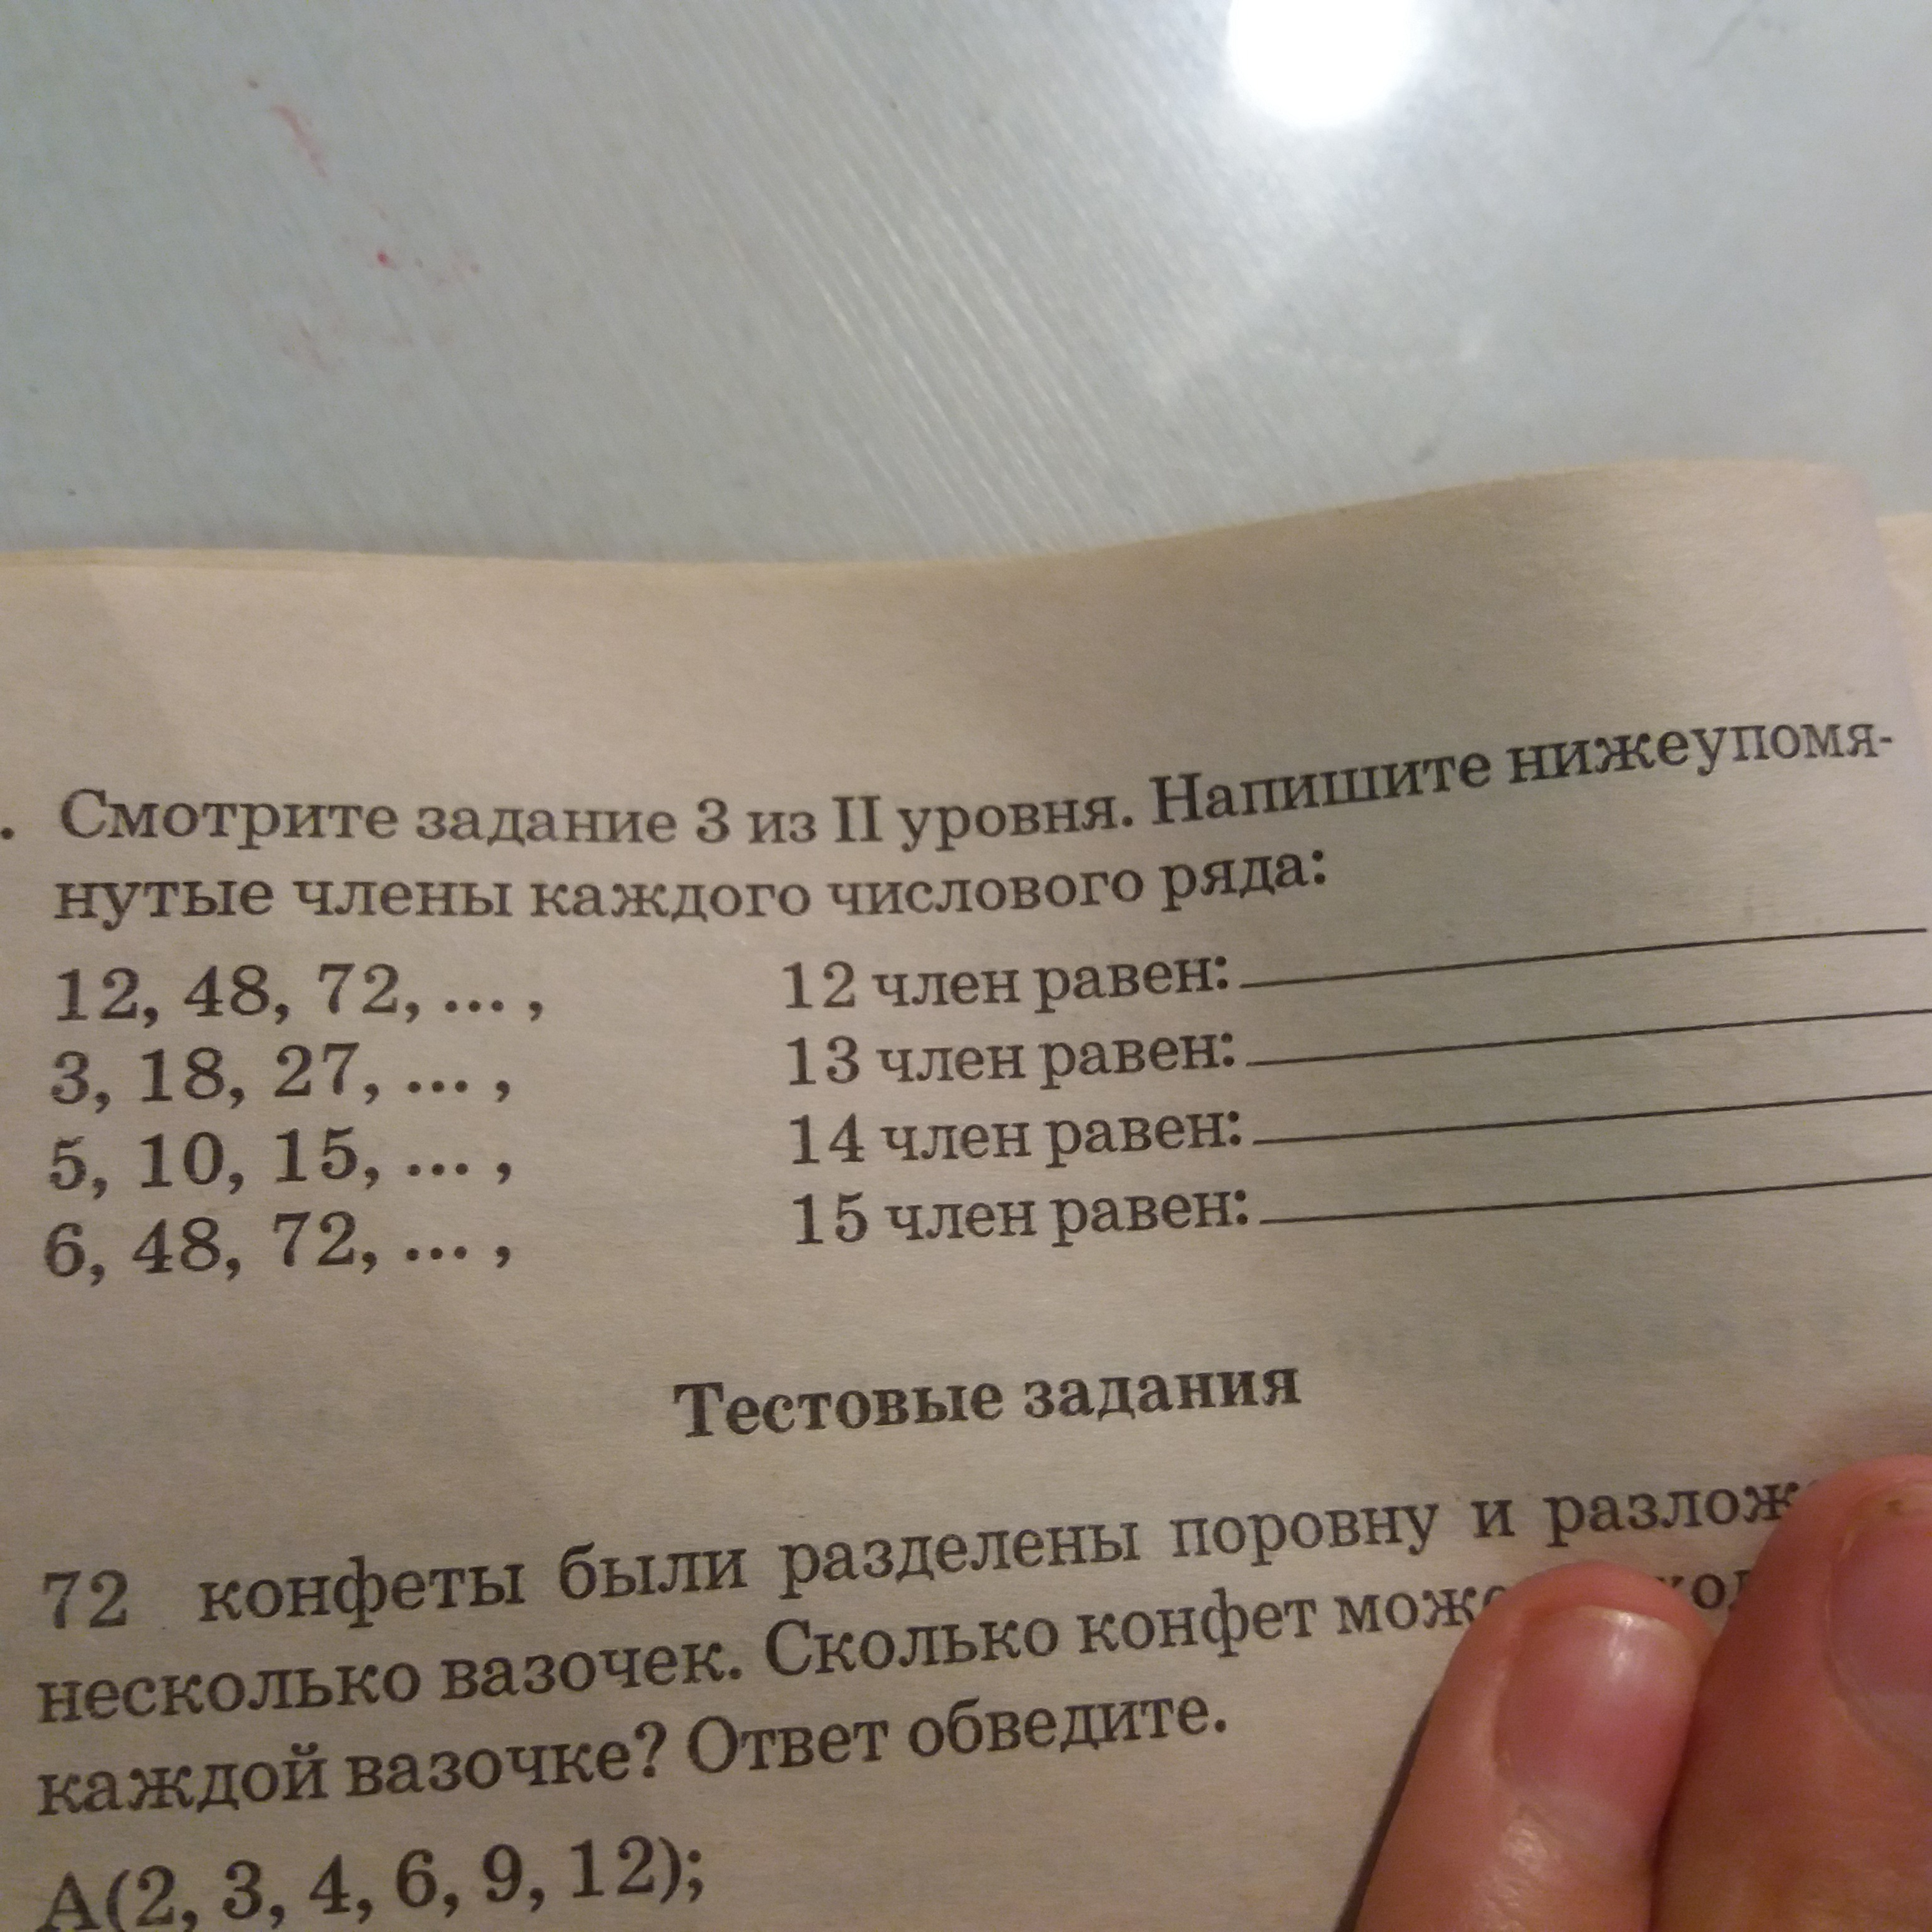 . Смотрите задание 3 из II уровня. Напишите нижеупомя-
нутые члены каждого числового ряда:
12, 48, 72, ... , 12 член равен:
3, 18, 27, ... , 13 член равен:
5, 10, 15, ... , 14 член равен:
6, 48, 72, ... , 15 член равен:
Тестовые задания
72 конфеты были разделены поровну и
несколько вазочек. Сколько конфет
каждой вазочке? Ответ обведите.
А(2, 3, 4, 6, 9, 12);